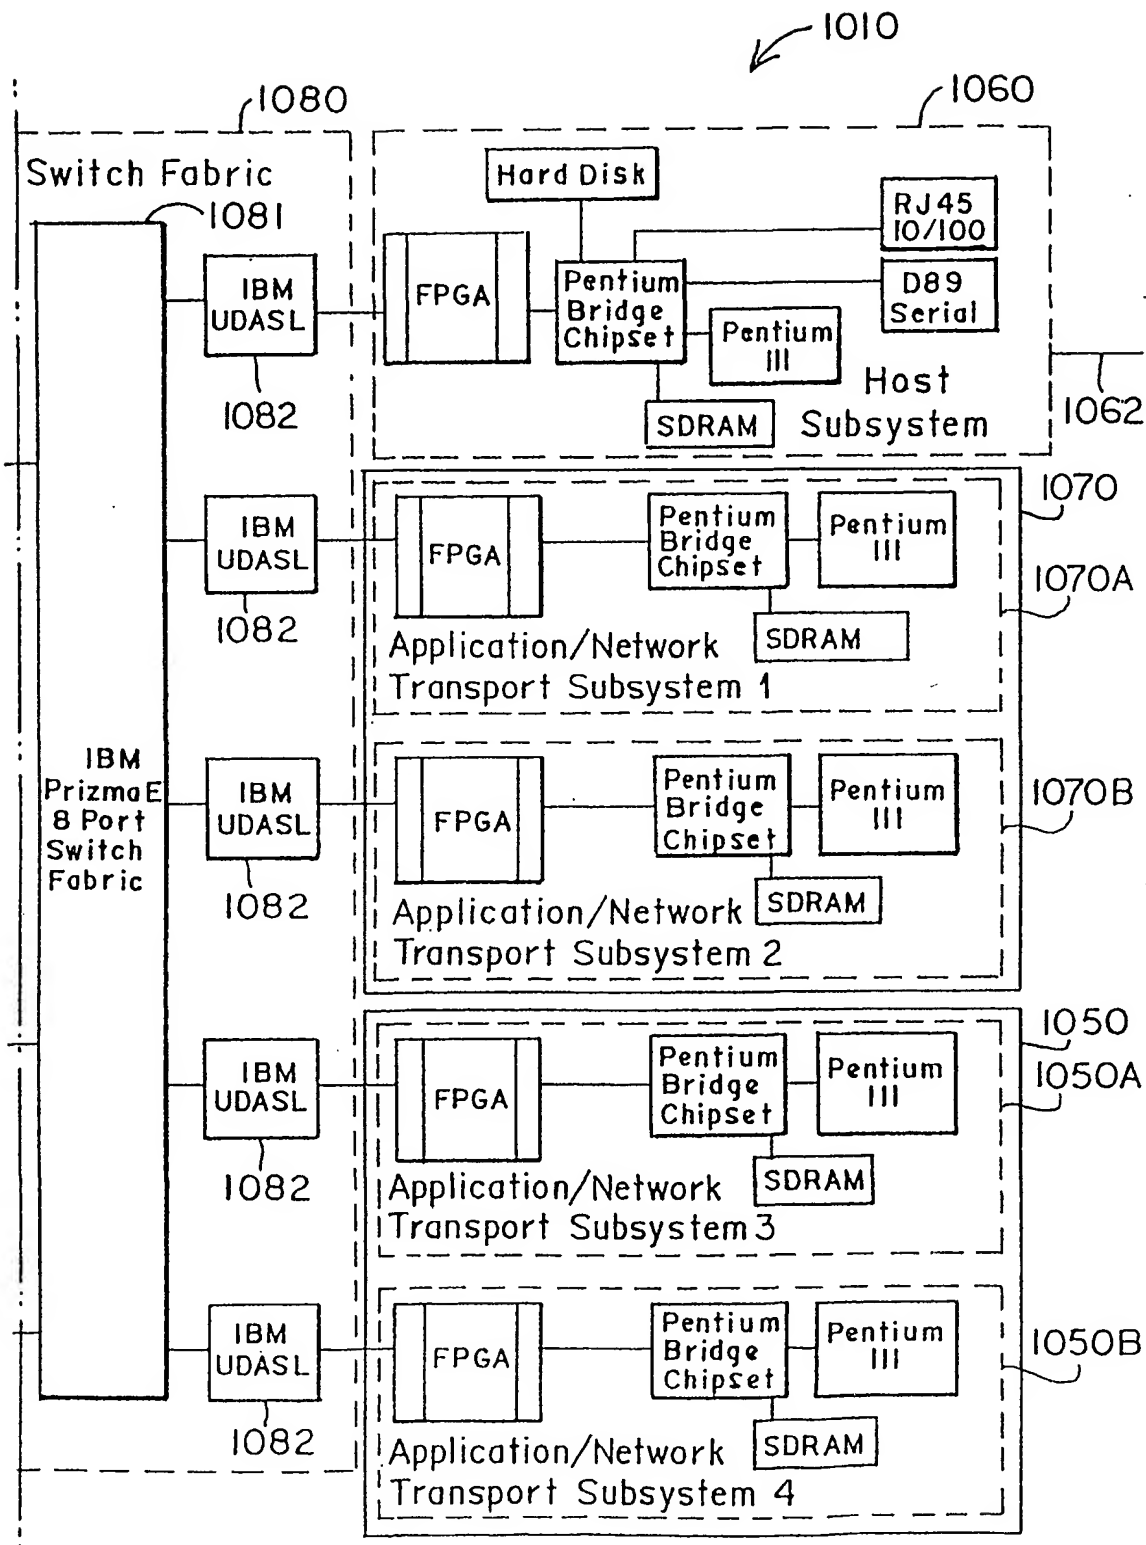 1010
1080
1060
Switch Fabric
1081
Hard Disk
RJ45
10/100
IBM
UDASL
FPGA
Pentium
Bridge
Chipset
D89
Serial
Pentium
III
1082
SDRAM
Host
Subsystem
1062
IBM
UDASL
FPGA
Pentium
Bridge
Chipset
Pentium
III
1070
1070A
1082
SDRAM
Application/Network
Transport Subsystem 1
IBM
PrizmaE
8 Port
Switch
Fabric
IBM
UDASL
FPGA
Pentium
Bridge
Chipset
Pentium
III
1070B
1082
SDRAM
Application/Network
Transport Subsystem 2
IBM
UDASL
FPGA
Pentium
Bridge
Chipset
Pentium
III
1050
1050A
1082
SDRAM
Application/Network
Transport Subsystem 3
IBM
UDASL
FPGA
Pentium
Bridge
Chipset
Pentium
III
1050B
1082
SDRAM
Application/Network
Transport Subsystem 4